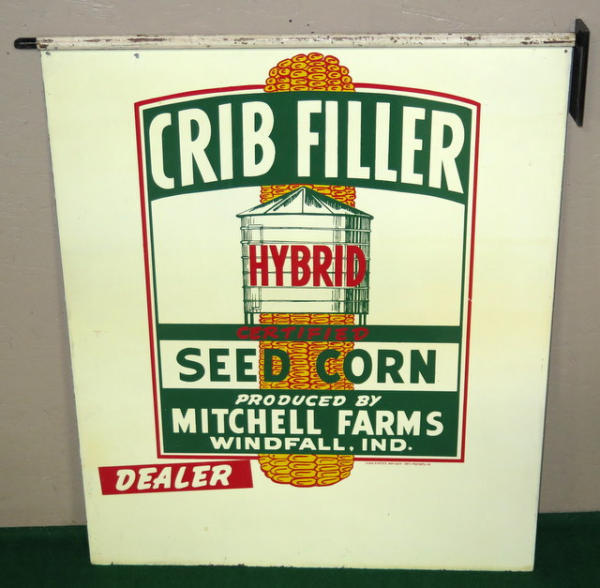 CRIB FILLER
HYBRID
CERTIFIED
SEED CORN
PRODUCED BY
MITCHELL FARMS
WINDFALL, IND.
DEALER